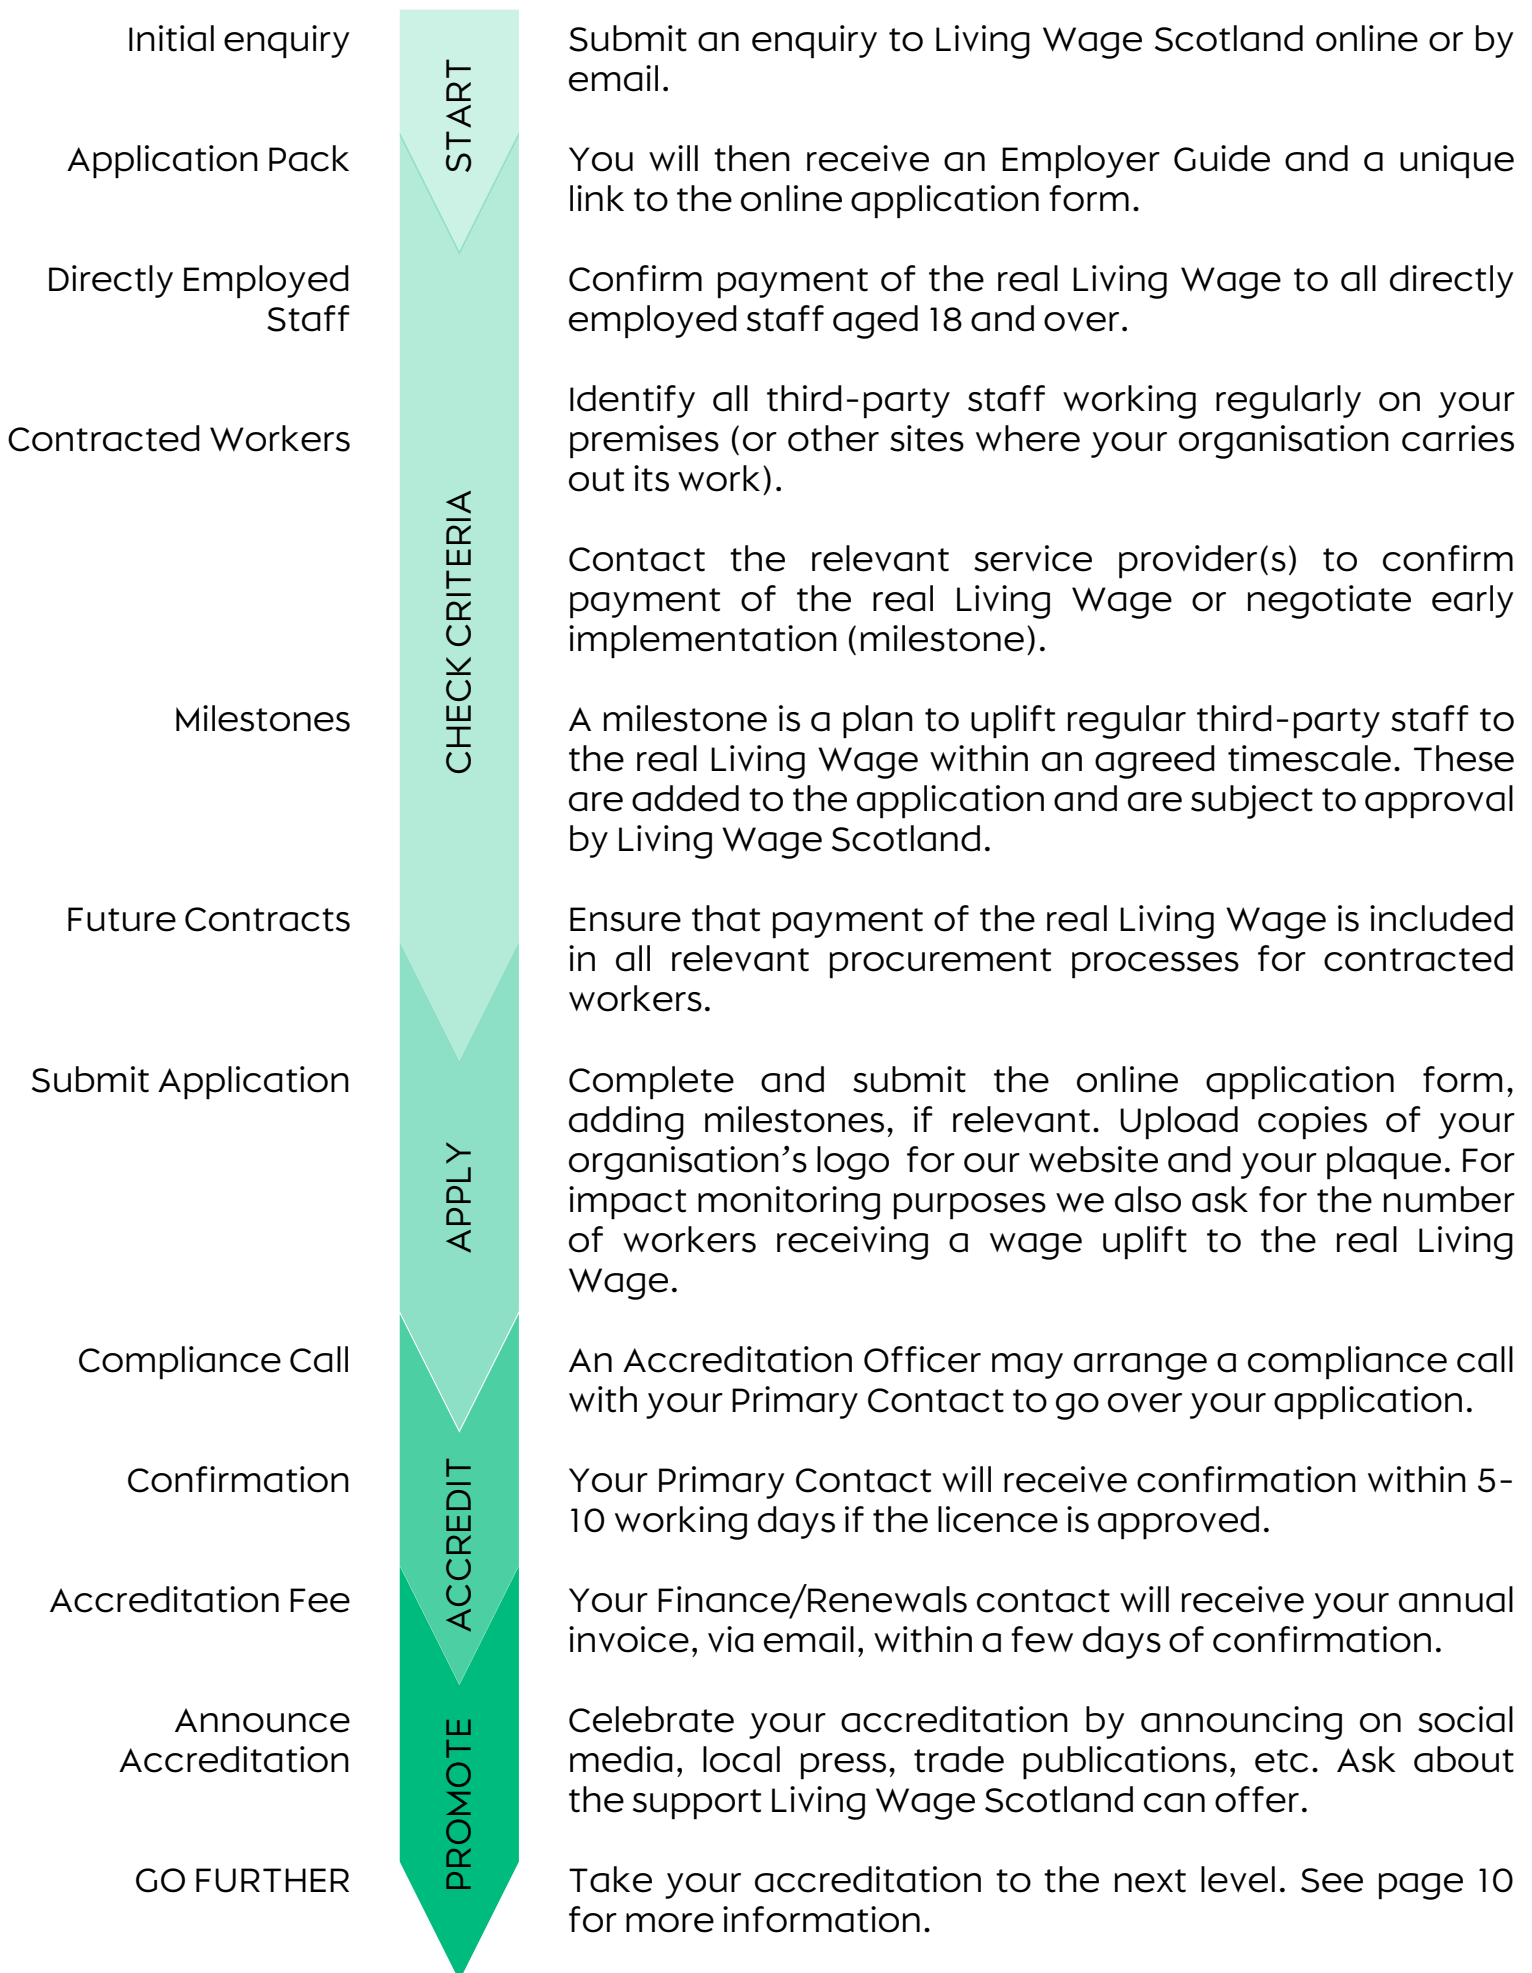 Initial enquiry
Submit an enquiry to Living Wage Scotland online or by
email.
START
Application Pack
You will then receive an Employer Guide and a unique
link to the online application form.
Directly Employed
Staff
Confirm payment of the real Living Wage to all directly
employed staff aged 18 and over.
Contracted Workers
Identify all third-party staff working regularly on your
premises (or other sites where your organisation carries
out its work).
CHECK CRITERIA
Contact the relevant service provider(s) to confirm
payment of the real Living Wage or negotiate early
implementation (milestone).
Milestones
A milestone is a plan to uplift regular third-party staff to
the real Living Wage within an agreed timescale. These
are added to the application and are subject to approval
by Living Wage Scotland.
Future Contracts
Ensure that payment of the real Living Wage is included
in all relevant procurement processes for contracted
workers.
Submit Application
APPLY
Complete and submit the online application form,
adding milestones, if relevant. Upload copies of your
organisation's logo for our website and your plaque. For
impact monitoring purposes we also ask for the number
of workers receiving a wage uplift to the real Living
Wage.
Compliance Call
An Accreditation Officer may arrange a compliance call
with your Primary Contact to go over your application.
ACCREDIT
Confirmation
Your Primary Contact will receive confirmation within 5-
10 working days if the licence is approved.
Accreditation Fee
Your Finance/Renewals contact will receive your annual
invoice, via email, within a few days of confirmation.
Announce
Accreditation
PROMOTE
Celebrate your accreditation by announcing on social
media, local press, trade publications, etc. Ask about
the support Living Wage Scotland can offer.
GO FURTHER
Take your accreditation to the next level. See page 10
for more information.